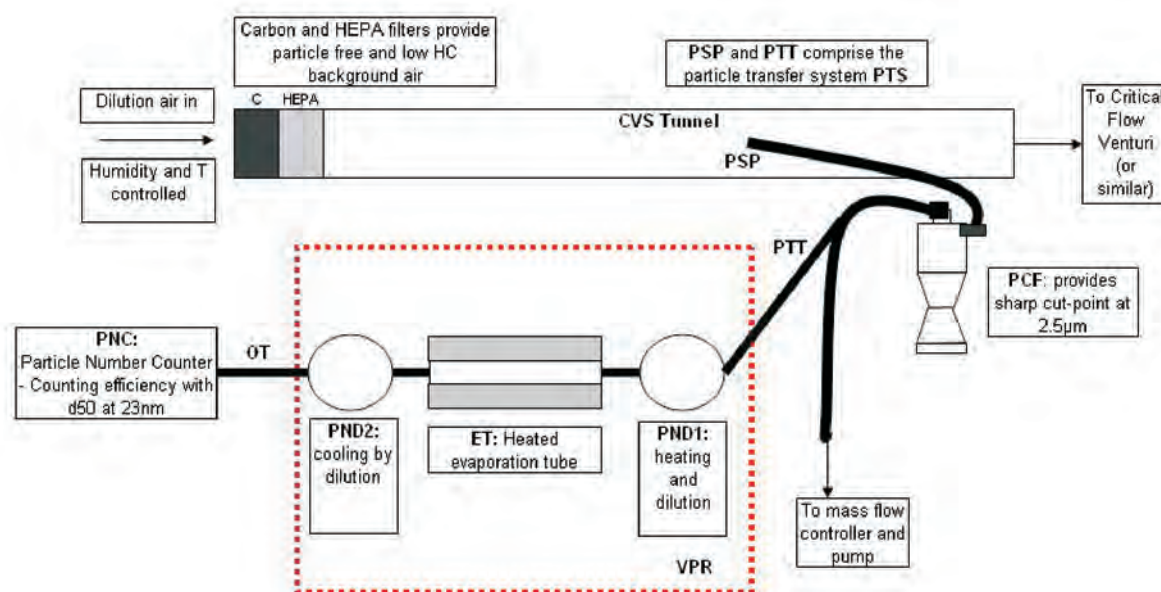 Carbon and HEPA filters provide
particle free and low HC
background air
PSP and PTT comprise the
particle transfer system PTS
Dilution air in
C
HEPA
CVS Tunnel
To Critical
Flow
Venturi
(or
similar)
Humidity and T
controlled
PSP
PTT
PCF: provides
sharp cut-point at
2.5µm
PNC:
Particle Number Counter
- Counting efficiency with
d50 at 23nm
OT
PND2:
cooling by
dilution
ET: Heated
evaporation tube
PND1:
heating
and
dilution
To mass flow
controller and
pump
VPR